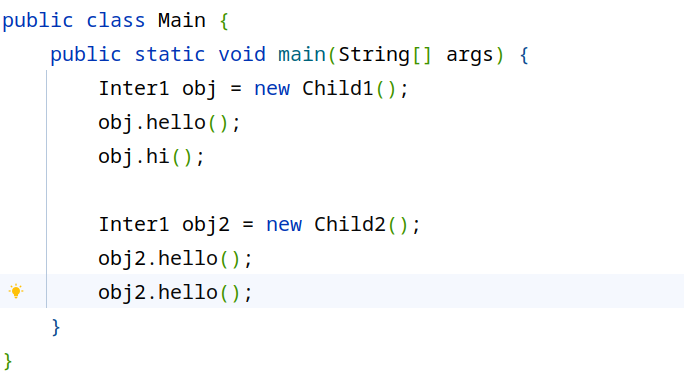 public class Main {
    public static void main(String[] args) {
        Inter1 obj = new Child1();
        obj.hello();
        obj.hi();

        Inter1 obj2 = new Child2();
        obj2.hello();
        obj2.hello();
    }
}